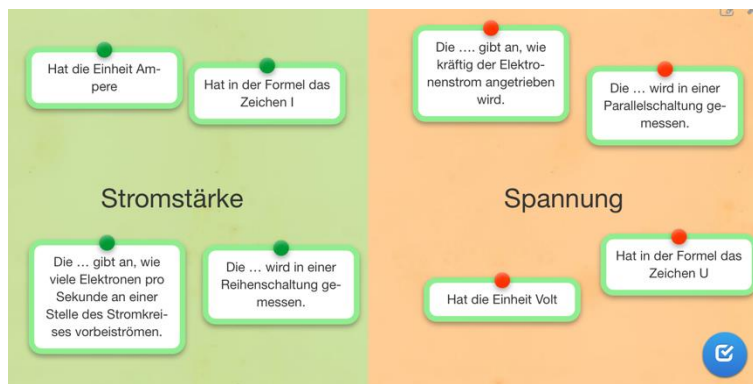 Hat die Einheit Am-
pere
Hat in der Formel das
Zeichen I
Stromstärke
Die ... gibt an, wie
viele Elektronen pro
Sekunde an einer
Stelle des Stromkrei-
ses vorbeiströmen.
Die ... wird in einer
Reihenschaltung ge-
messen.
Die .... gibt an, wie
kräftig der Elektro-
nenstrom angetrieben
wird.
Die ... wird in einer
Parallelschaltung ge-
messen.
Spannung
Hat die Einheit Volt
Hat in der Formel das
Zeichen U